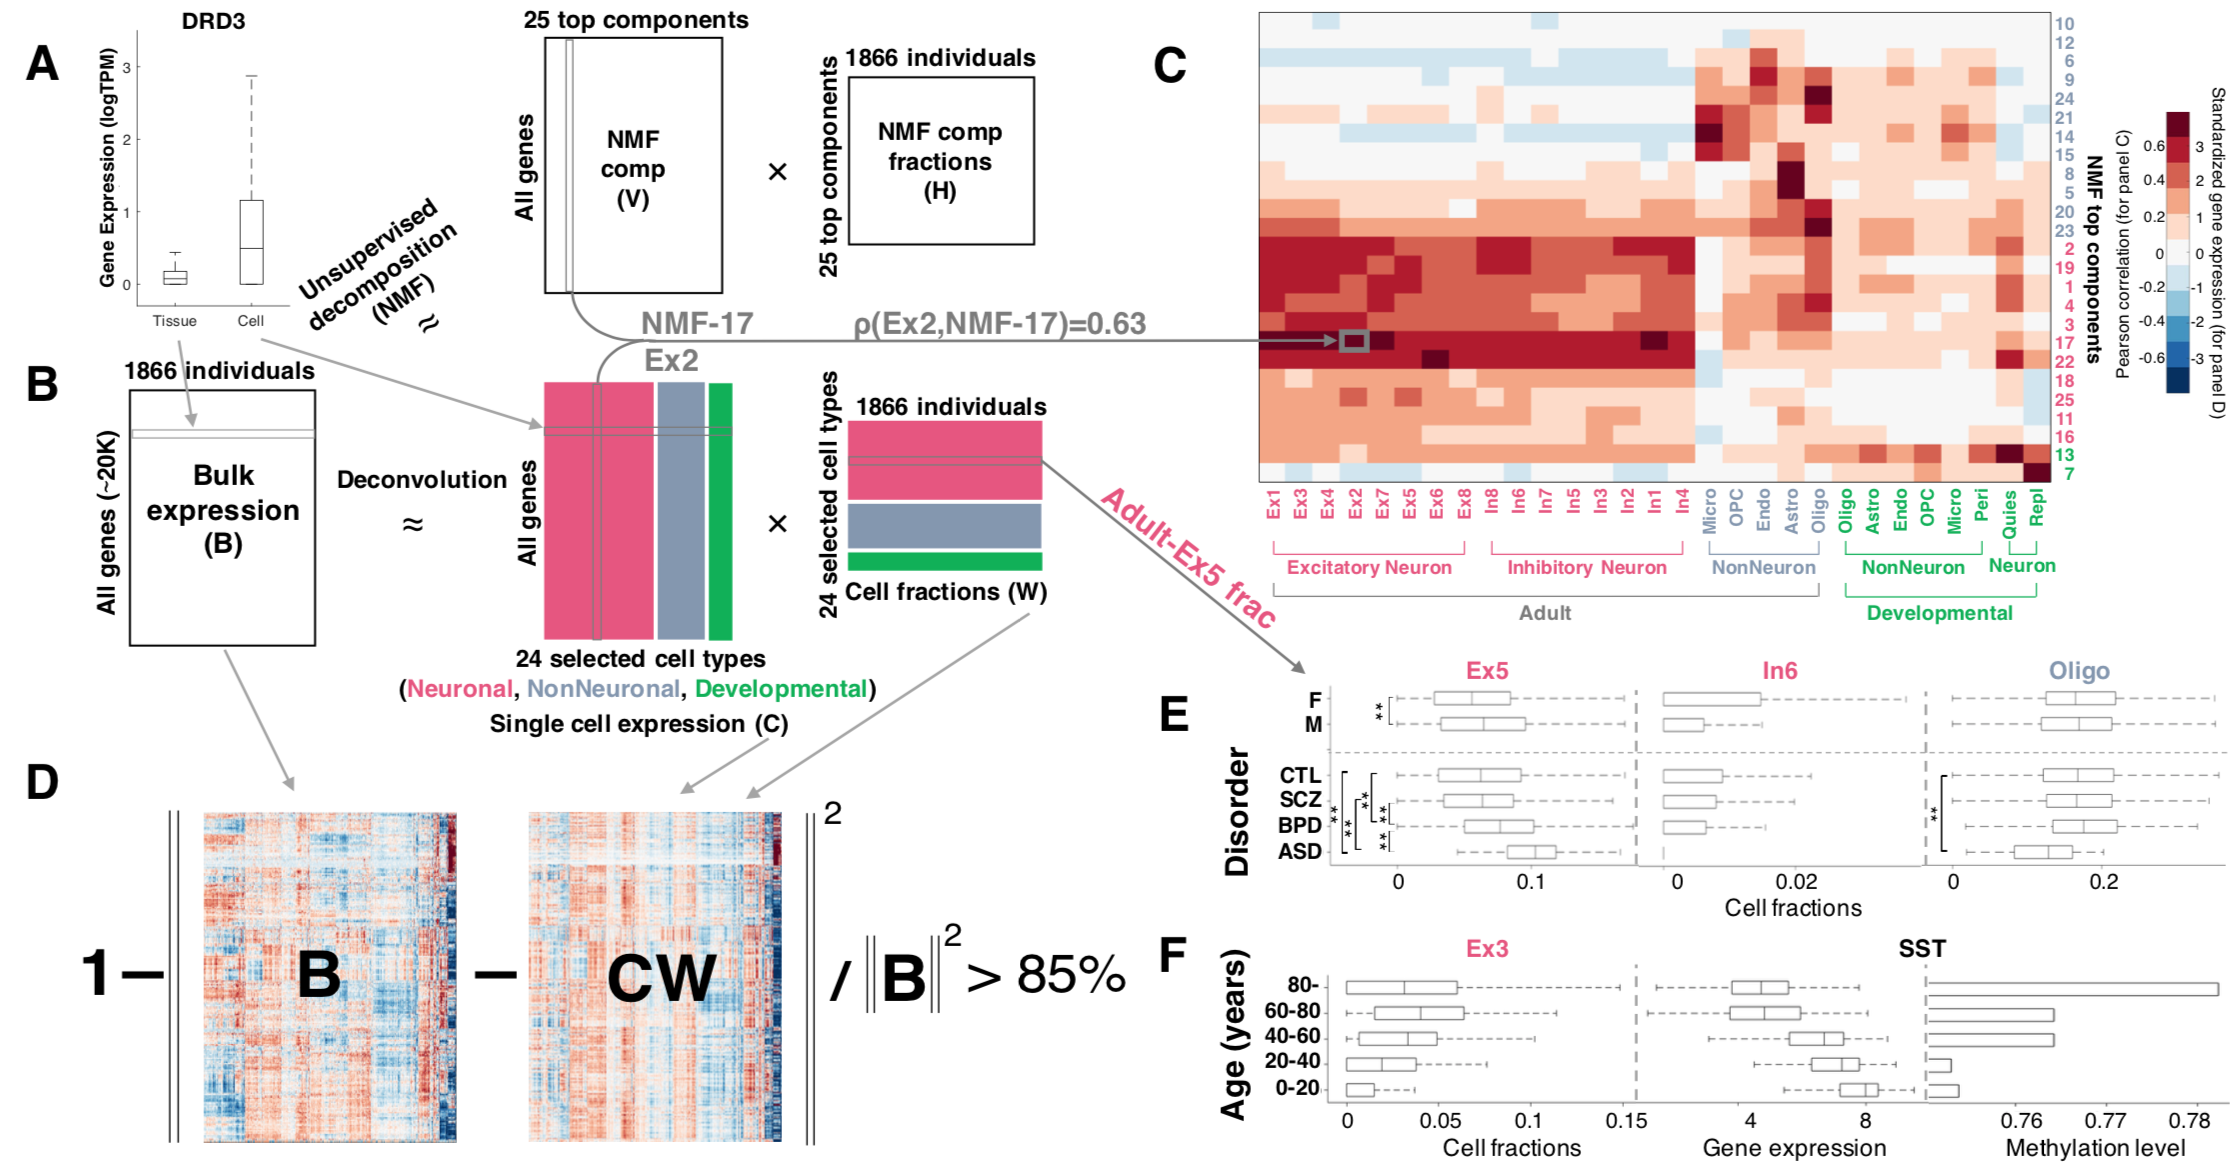 A
DRD3
Gene Expression (logTPM)
3
2
1
0
Tissue
Cell
Unsupervised
decomposition
(NMF)
≈
25 top components
All genes
NMF
comp
(V)
×
1866 individuals
25 top components
NMF comp
fractions
(H)
NMF-17
ρ(Ex2,NMF-17)=0.63
Ex2
B
1866 individuals
All genes (~20K)
Bulk
expression
(B)
Deconvolution
≈
All genes
24 selected cell types
(Neuronal, NonNeuronal, Developmental)
Single cell expression (C)
×
1866 individuals
24 selected cell types
Cell fractions (W)
Adult-Ex5 frac
C
10
12
6
9
24
21
14
15
8
5
20
23
2
19
1
4
3
17
22
18
25
11
16
13
7
NMF top components
Pearson correlation (for panel C)
0.6
0.4
0.2
0
-0.2
-0.4
-0.6
3
2
1
0
-1
-2
-3
Standardized gene expression (for panel D)
Ex1 Ex3 Ex4 Ex2 Ex7 Ex5 Ex6 Ex8 In8 In6 In7 In5 In3 In2 In1 In4 Micro OPC Endo Astro Oligo Oligo Astro Endo OPC Micro Peri Quies Repl
Excitatory Neuron
Inhibitory Neuron
NonNeuron
NonNeuron
Neuron
Adult
Developmental
D
1 − || B − CW ||2 / ||B||2 > 85%
E
Ex5
In6
Oligo
Disorder
F
M
CTL
SCZ
BPD
ASD
**
**
**
**
**
**
**
0 0.1
0 0.02
0 0.2
Cell fractions
F
Ex3
SST
Age (years)
80-
60-80
40-60
20-40
0-20
0 0.05 0.1 0.15
4 8
0.76 0.77 0.78
Cell fractions
Gene expression
Methylation level